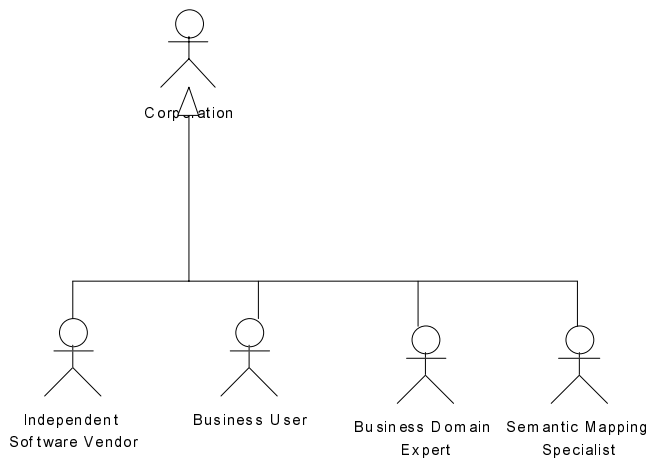 Corporation
Independent
Software Vendor
Business User
Business Domain
Expert
Semantic Mapping
Specialist